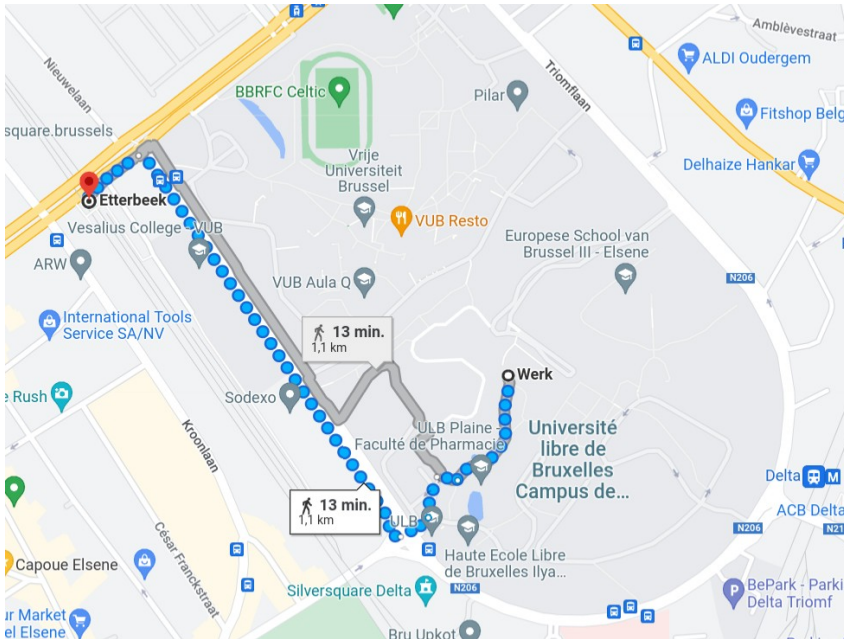 Amblèvestraat
Nieuwelaan
Triomflaan
ALDI Oudergem
BBRFC Celtic
Pilar
Fitshop Belg
square.brussels
Vrije
Universiteit
Brussel
Delhaize Hankar
Etterbeek
Vesalius College - VUB
VUB Resto
Europese School van
Brussel III - Elsene
ARW
VUB Aula Q
N206
International Tools
Service SA/NV
13 min.
1,1 km
Werk
e Rush
Sodexo
Kroonlaan
ULB Plaine -
Faculté de Pharmacie
Université
libre de
Bruxelles
Campus de...
Delta
M
13 min.
1,1 km
ULB
ACB Delta
N206
César Franckstraat
Haute Ecole Libre
de Bruxelles Ilya...
Capoue Elsene
Silversquare Delta
N206
P
BePark - Parki
Delta Triomf
ur Market
el Elsene
Bru Upkot